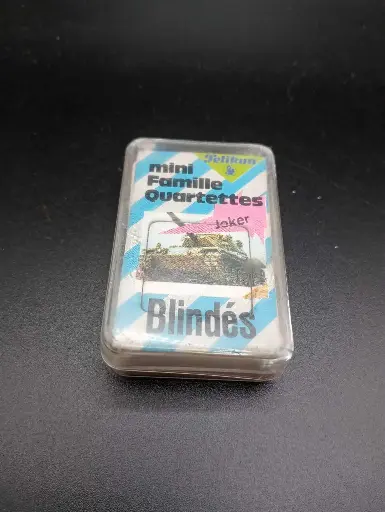 Pelikan
mini
Famille
Quartettes
Joker
Blindés